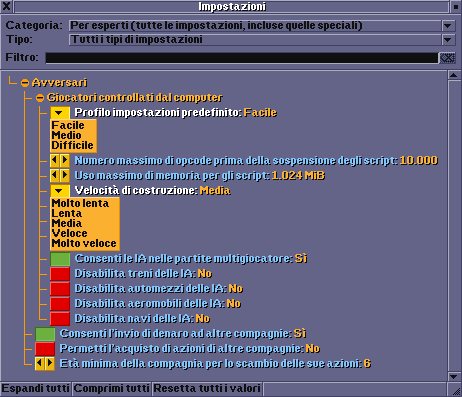 Impostazioni
Categoria: Per esperti (tutte le impostazioni, incluse quelle speciali)
Tipo: Tutti i tipi di impostazioni
Filtro:
Avversari
Giocatori controllati dal computer
Profilo impostazioni predefinito: Facile
Facile
Medio
Difficile
Numero massimo di opcode prima della sospensione degli script: 10.000
Uso massimo di memoria per gli script: 1.024 MiB
Velocità di costruzione: Media
Molto lenta
Lenta
Media
Veloce
Molto veloce
Consenti le IA nelle partite multigiocatore: Sì
Disabilita treni delle IA: No
Disabilita automezzi delle IA: No
Disabilita aeromobili delle IA: No
Disabilita navi delle IA: No
Consenti l'invio di denaro ad altre compagnie: Sì
Permetti l'acquisto di azioni di altre compagnie: No
Età minima della compagnia per lo scambio delle sue azioni: 6
Espandi tutti Comprimi tutti Resetta tutti i valori